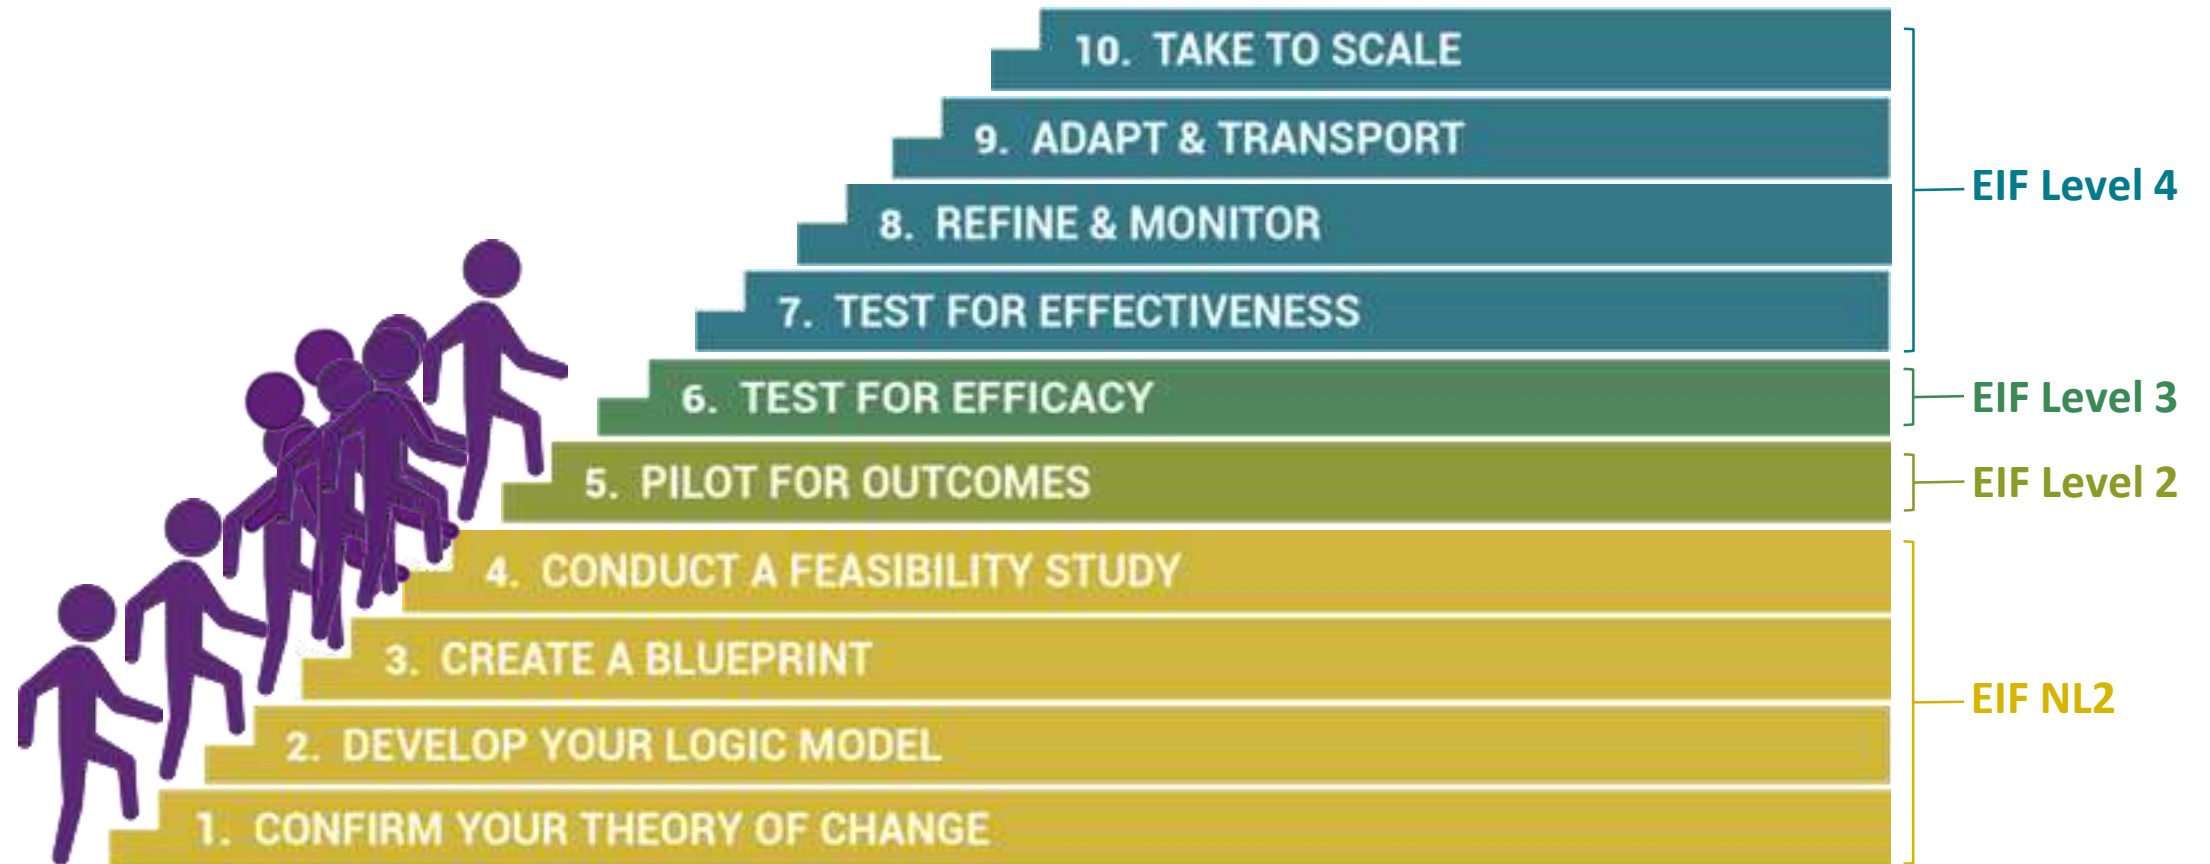 10. TAKE TO SCALE
9. ADAPT & TRANSPORT
8. REFINE & MONITOR
7. TEST FOR EFFECTIVENESS
6. TEST FOR EFFICACY
5. PILOT FOR OUTCOMES
4. CONDUCT A FEASIBILITY STUDY
3. CREATE A BLUEPRINT
2. DEVELOP YOUR LOGIC MODEL
1. CONFIRM YOUR THEORY OF CHANGE
EIF Level 4
EIF Level 3
EIF Level 2
EIF NL2